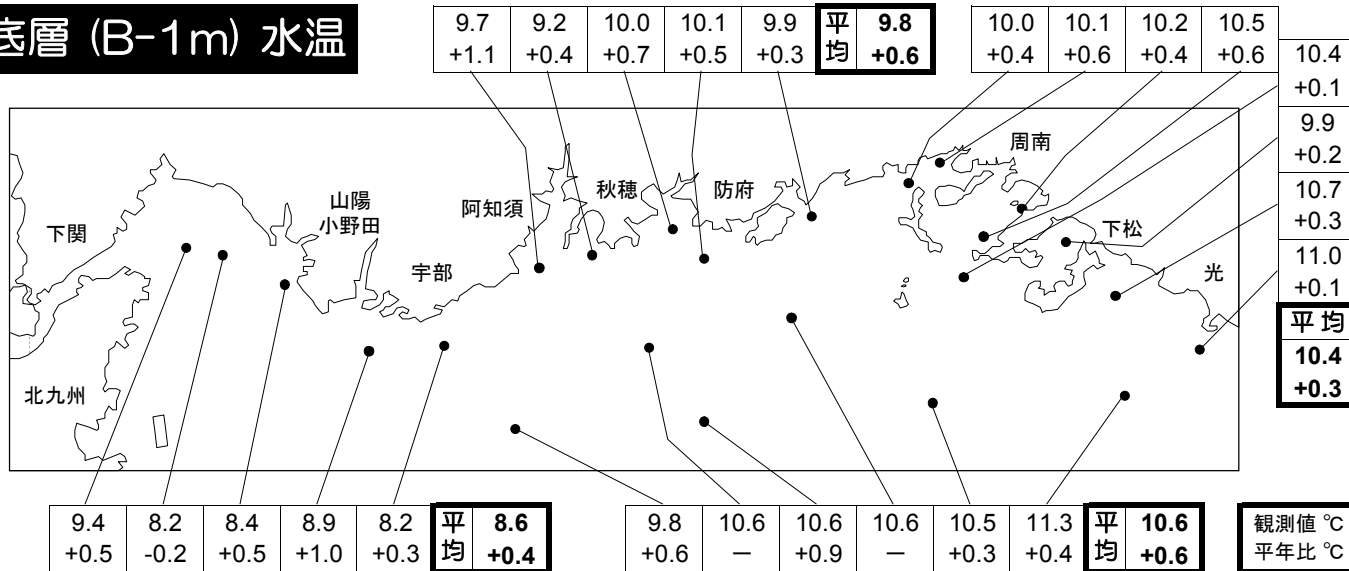 底層 (B-1m) 水温
9.7 9.2 10.0 10.1 9.9 平均 9.8
+1.1 +0.4 +0.7 +0.5 +0.3 +0.6
10.0 10.1 10.2 10.5
+0.4 +0.6 +0.4 +0.6
10.4
+0.1
9.9
+0.2
10.7
+0.3
11.0
+0.1
平均
10.4
+0.3
周南
秋穂
防府
山陽
小野田
阿知須
下関
下松
宇部
光
北九州
9.4 8.2 8.4 8.9 8.2 平均 8.6
+0.5 -0.2 +0.5 +1.0 +0.3 +0.4
9.8 10.6 10.6 10.6 10.5 11.3 平均 10.6
+0.6 － +0.9 － +0.3 +0.4 +0.6
観測値 ℃
平年比 ℃